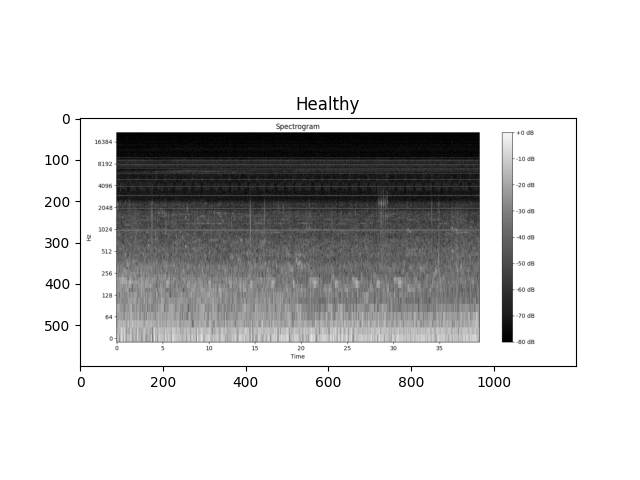 Healthy
Spectrogram
0
100
200
300
400
500
16384
8192
4096
2048
1024
512
256
128
64
0
Hz
+0 dB
-10 dB
-20 dB
-30 dB
-40 dB
-50 dB
-60 dB
-70 dB
-80 dB
0 5 10 15 20 25 30 35
Time
0 200 400 600 800 1000